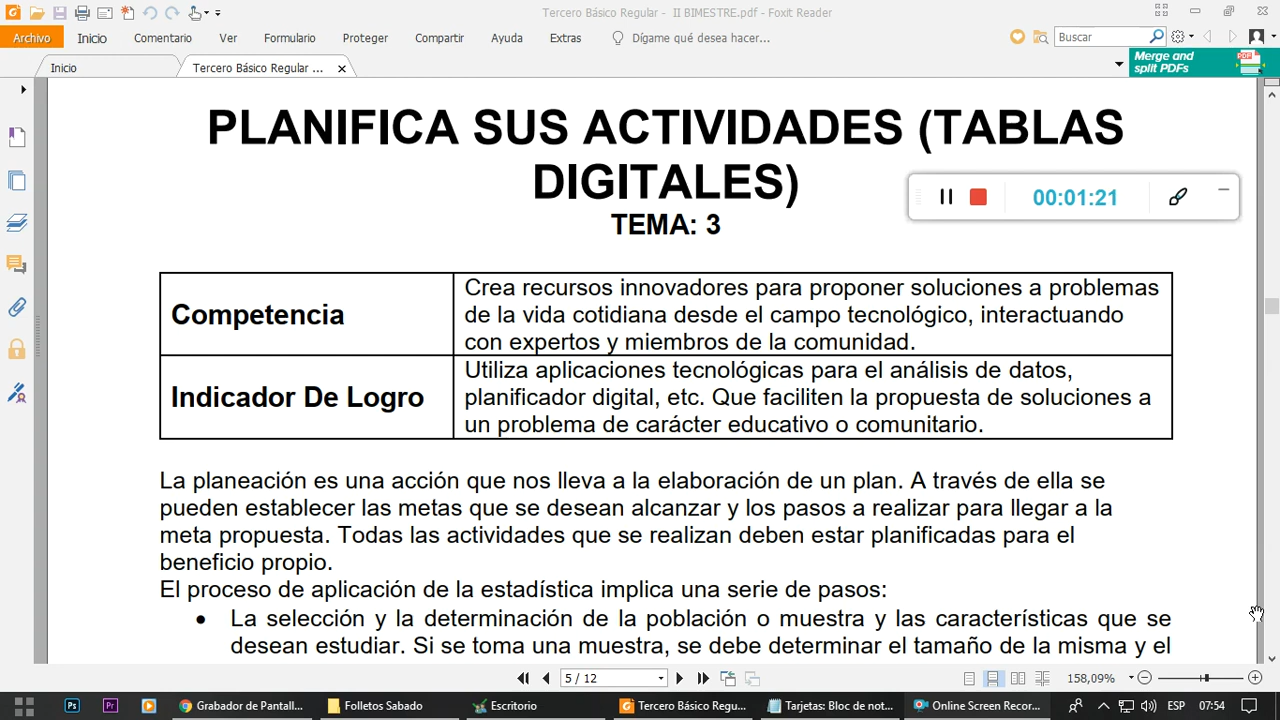 Tercero Básico Regular -  II BIMESTRE.pdf - Foxit Reader
Archivo
Inicio
Comentario
Ver
Formulario
Proteger
Compartir
Ayuda
Extras
Dígame qué desea hacer...
Buscar
Inicio
Tercero Básico Regular ...
Merge and
split PDFs
PDF
PLANIFICA SUS ACTIVIDADES (TABLAS
DIGITALES)
TEMA: 3
00:01:21
Competencia
Crea recursos innovadores para proponer soluciones a problemas
de la vida cotidiana desde el campo tecnológico, interactuando
con expertos y miembros de la comunidad.
Indicador De Logro
Utiliza aplicaciones tecnológicas para el análisis de datos,
planificador digital, etc. Que faciliten la propuesta de soluciones a
un problema de carácter educativo o comunitario.
La planeación es una acción que nos lleva a la elaboración de un plan. A través de ella se
pueden establecer las metas que se desean alcanzar y los pasos a realizar para llegar a la
meta propuesta. Todas las actividades que se realizan deben estar planificadas para el
beneficio propio.
El proceso de aplicación de la estadística implica una serie de pasos:
• La selección y la determinación de la población o muestra y las características que se
desean estudiar. Si se toma una muestra, se debe determinar el tamaño de la misma y el
5 / 12
158,09%
Ps
Pr
Grabador de Pantall...
Folletos Sabado
Escritorio
Tercero Básico Regu...
Tarjetas: Bloc de not...
Online Screen Recor...
ESP
07:54